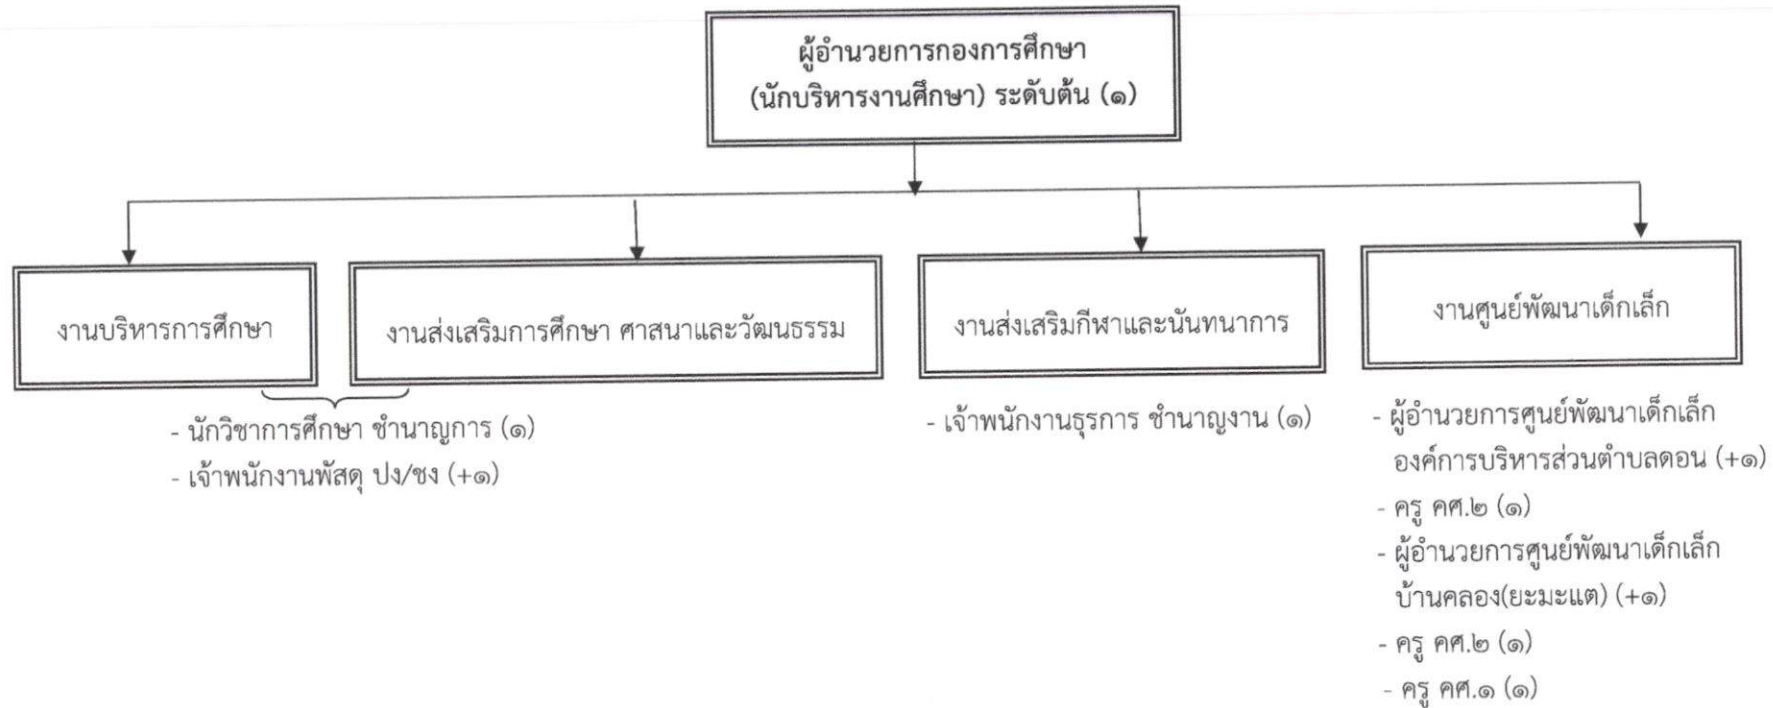 ผู้อำนวยการกองการศึกษา
(นักบริหารงานศึกษา) ระดับต้น (๑)
งานบริหารการศึกษา
งานส่งเสริมการศึกษา ศาสนาและวัฒนธรรม
งานส่งเสริมกีฬาและนันทนาการ
งานศูนย์พัฒนาเด็กเล็ก
- นักวิชาการศึกษา ชำนาญการ (๑)
- เจ้าพนักงานพัสดุ ปง/ชง (+๑)
- เจ้าพนักงานธุรการ ชำนาญงาน (๑)
- ผู้อำนวยการศูนย์พัฒนาเด็กเล็ก
องค์การบริหารส่วนตำบลดอน (+๑)
- ครู คศ.๒ (๑)
- ผู้อำนวยการศูนย์พัฒนาเด็กเล็ก
บ้านคลอง(ยะมะแต) (+๑)
- ครู คศ.๒ (๑)
- ครู คศ.๑ (๑)